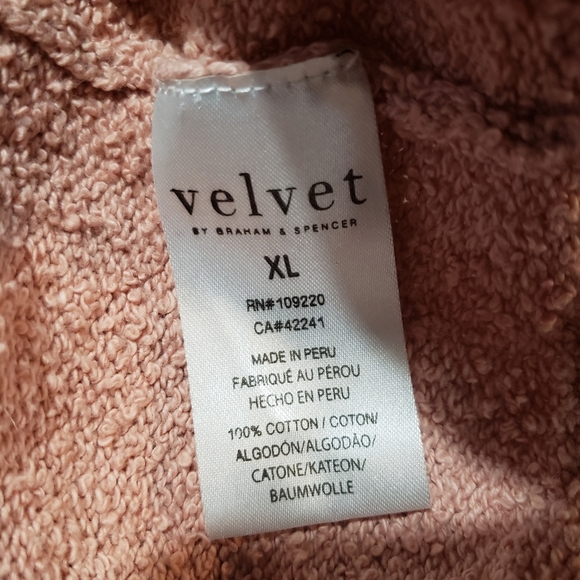 velvet
BY BRAHAM & SPENCER
XL
RN#109220
CA#42241
MADE IN PERU
FABRIQUÉ AU PÉROU
HECHO EN PERU
100% COTTON / COTON/
ALGODÓN/ALGODÃO/
CATONE/KATEON/
BAUMWOLLE